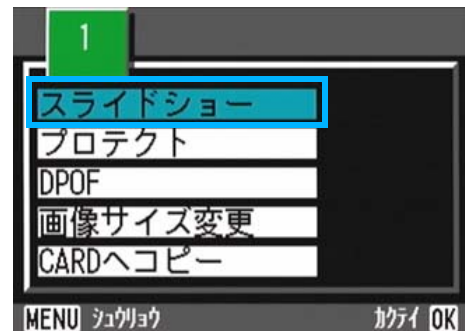 1
スライドショー
プロテクト
DPOF
画像サイズ変更
CARDへコピー
MENU ｼｭｳﾘｮｳ ｶｸﾃｲ OK